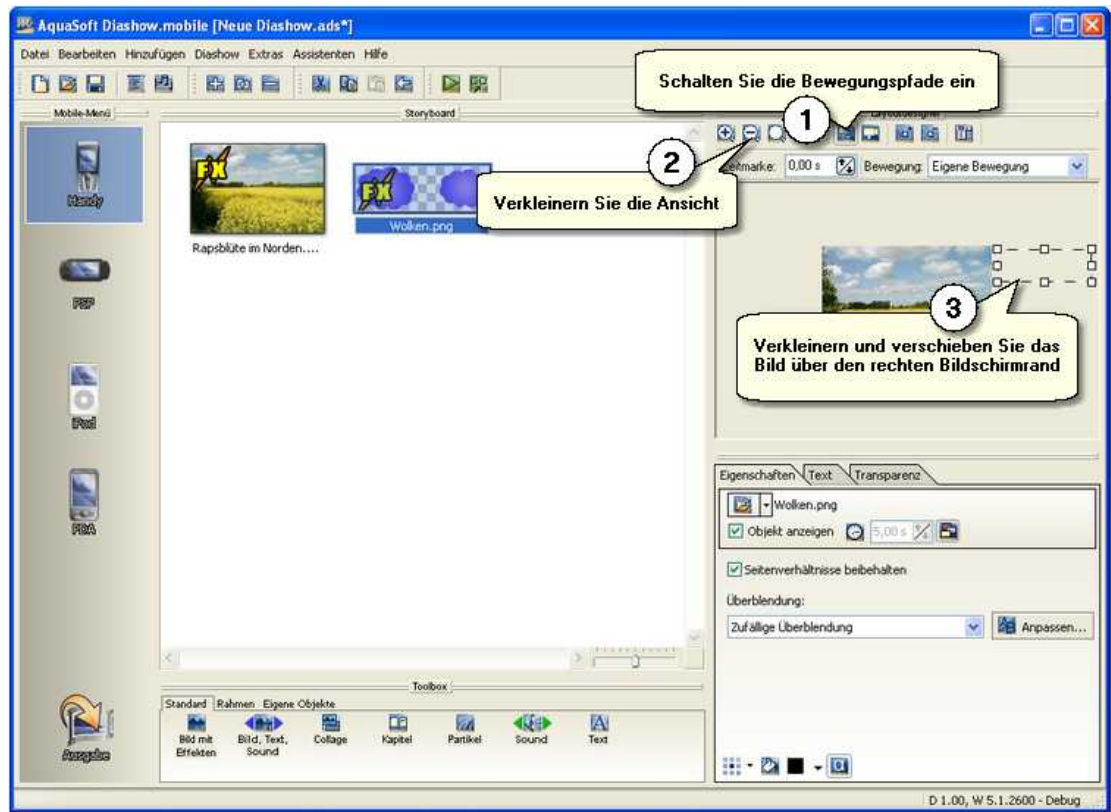 AquaSoft Diashow.mobile [Neue Diashow.ads*]
Datei Bearbeiten Hinzufügen Diashow Extras Assistenten Hilfe
Schalten Sie die Bewegungspfade ein
1
Mobile-Menü
Storyboard
Layoutdesigner
2
Zeitmarke: 0,00 s Bewegung: Eigene Bewegung
Verkleinern Sie die Ansicht
Handy
FX
FX
Rapsblüte im Norden....
Wolken.png
PSP
3
Verkleinern und verschieben Sie das
Bild über den rechten Bildschirmrand
iPod
PDA
Eigenschaften Text Transparenz
Wolken.png
Objekt anzeigen 5,00 s
Seitenverhältnisse beibehalten
Überblendung:
Zufällige Überblendung Anpassen...
Toolbox
Standard Rahmen Eigene Objekte
Bild mit Effekten
Bild, Text, Sound
Collage
Kapitel
Partikel
Sound
Text
Ausgabe
D 1.00, W 5.1.2600 - Debug